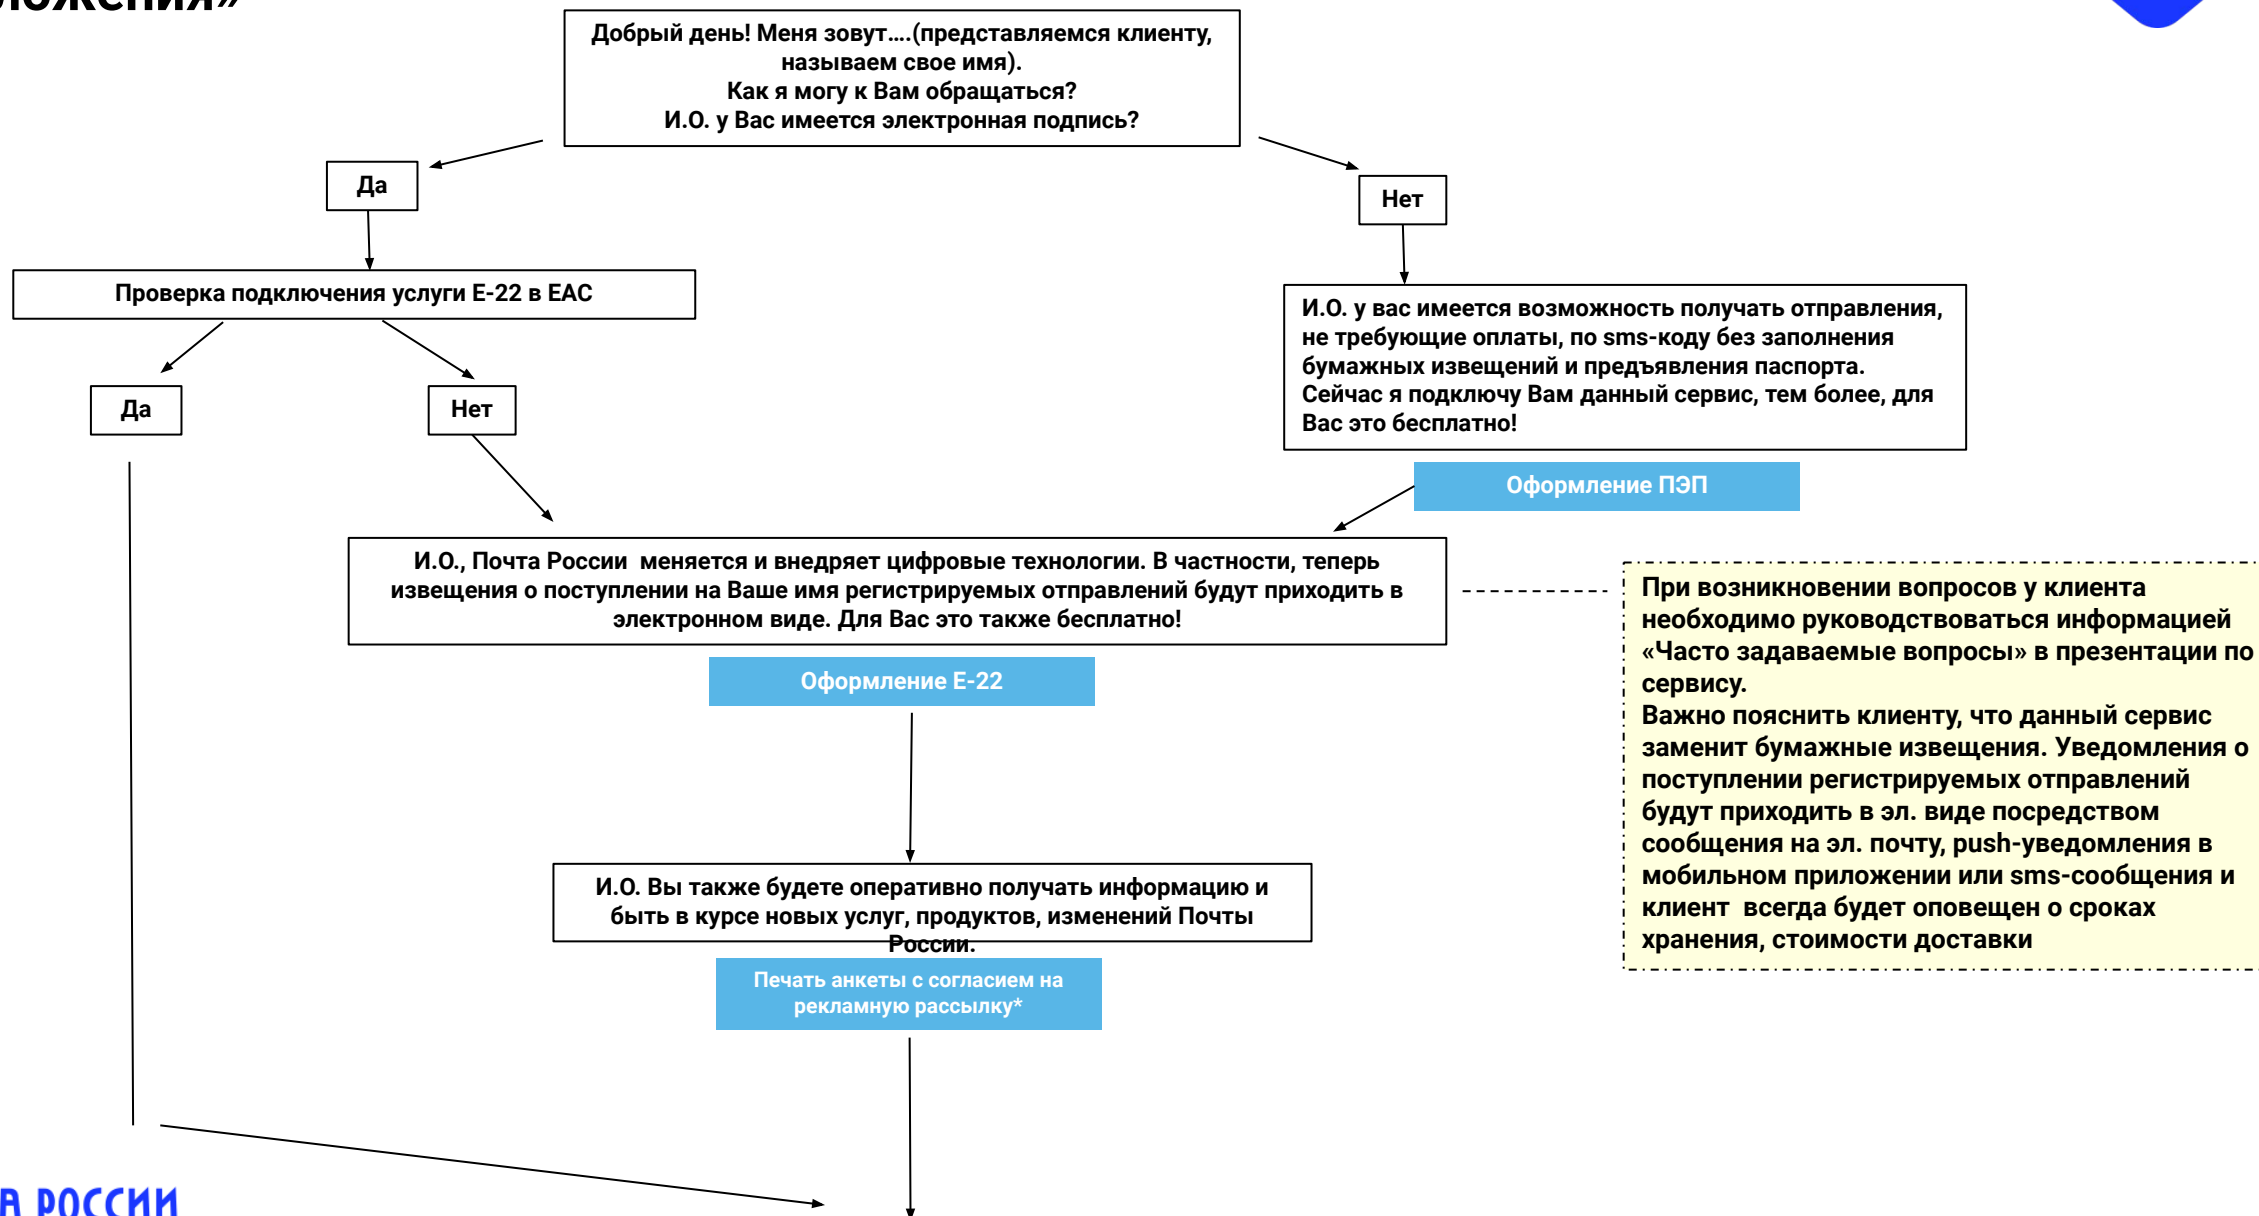 Добрый день! Меня зовут....(представляемся клиенту,
называем свое имя).
Как я могу к Вам обращаться?
И.О. у Вас имеется электронная подпись?
Да
Нет
Проверка подключения услуги Е-22 в ЕАС
И.О. у вас имеется возможность получать отправления,
не требующие оплаты, по sms-коду без заполнения
бумажных извещений и предъявления паспорта.
Сейчас я подключу Вам данный сервис, тем более, для
Вас это бесплатно!
Да
Нет
Оформление ПЭП
И.О., Почта России меняется и внедряет цифровые технологии. В частности, теперь
извещения о поступлении на Ваше имя регистрируемых отправлений будут приходить в
электронном виде. Для Вас это также бесплатно!
При возникновении вопросов у клиента
необходимо руководствоваться информацией
«Часто задаваемые вопросы» в презентации по
сервису.
Важно пояснить клиенту, что данный сервис
заменит бумажные извещения. Уведомления о
поступлении регистрируемых отправлений
будут приходить в эл. виде посредством
сообщения на эл. почту, push-уведомления в
мобильном приложении или sms-сообщения и
клиент всегда будет оповещен о сроках
хранения, стоимости доставки
Оформление Е-22
И.О. Вы также будете оперативно получать информацию и
быть в курсе новых услуг, продуктов, изменений Почты
России.
Печать анкеты с согласием на
рекламную рассылку*
А РОССИИ